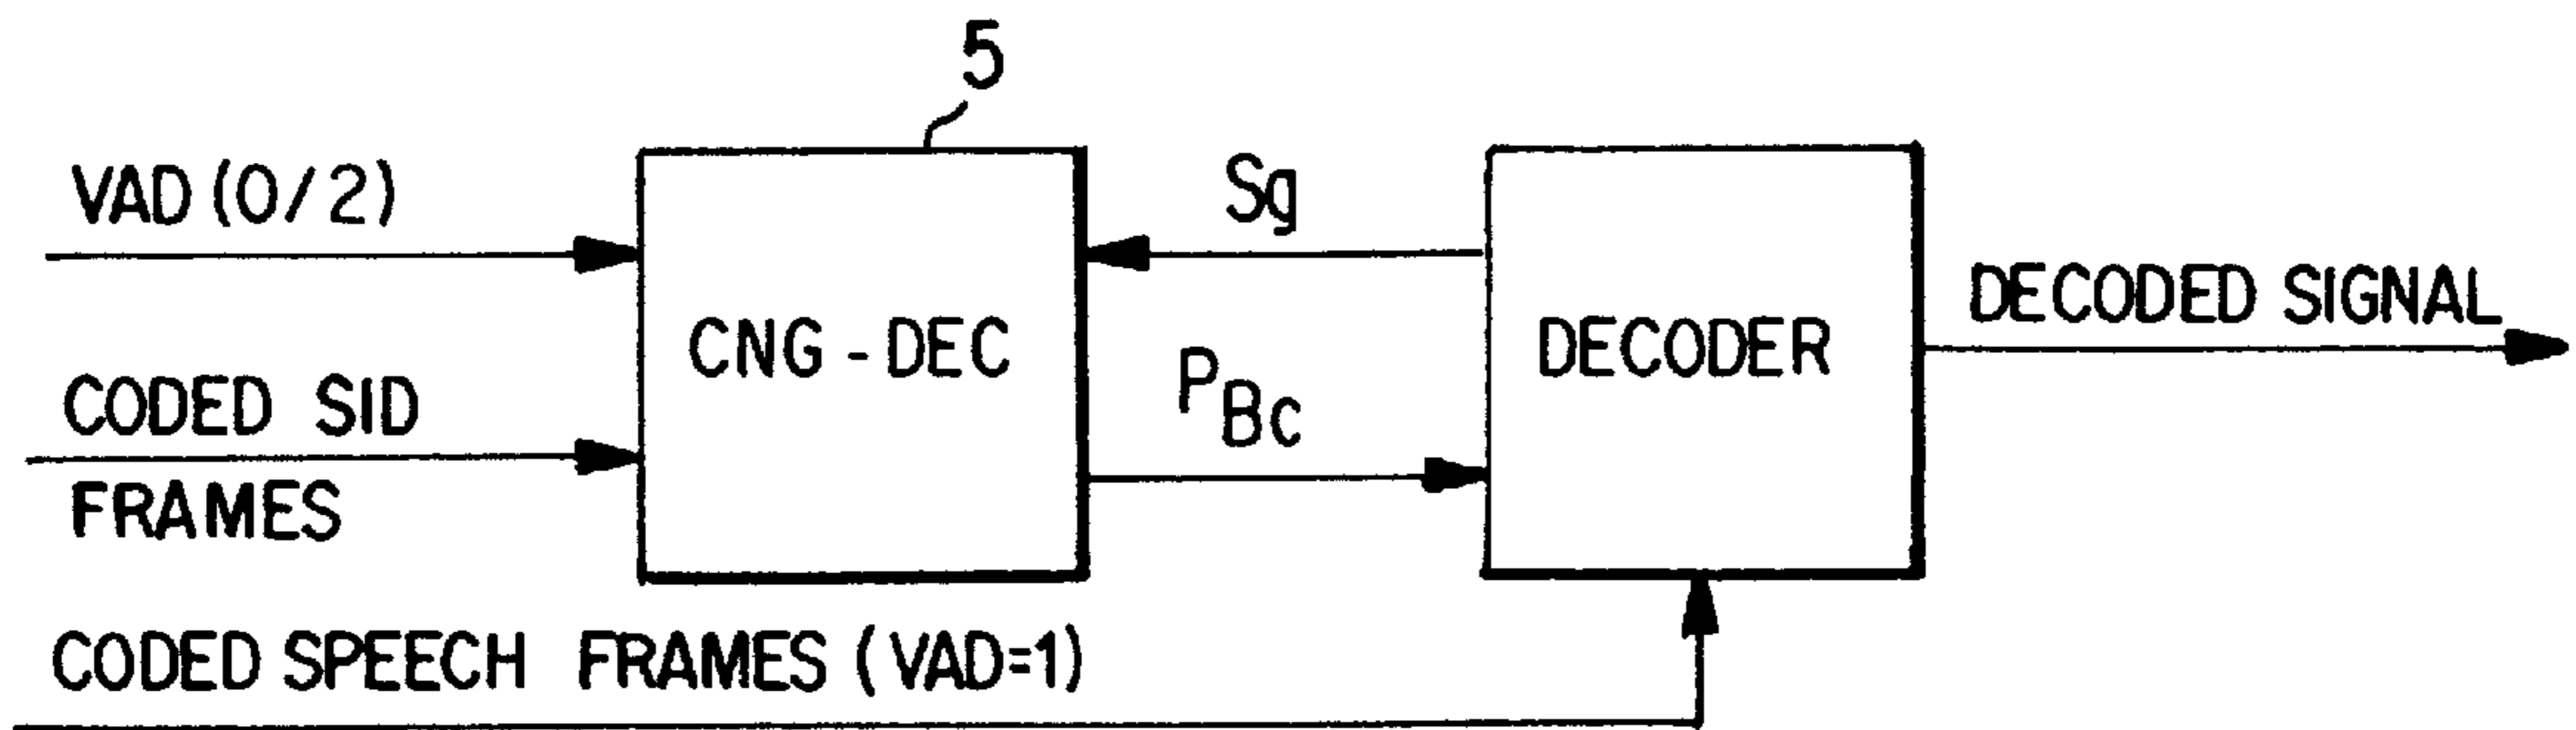 5
VAD (0/2)
Sg
DECODED SIGNAL
CNG - DEC
DECODER
PBc
CODED SID
FRAMES
CODED SPEECH FRAMES (VAD=1)